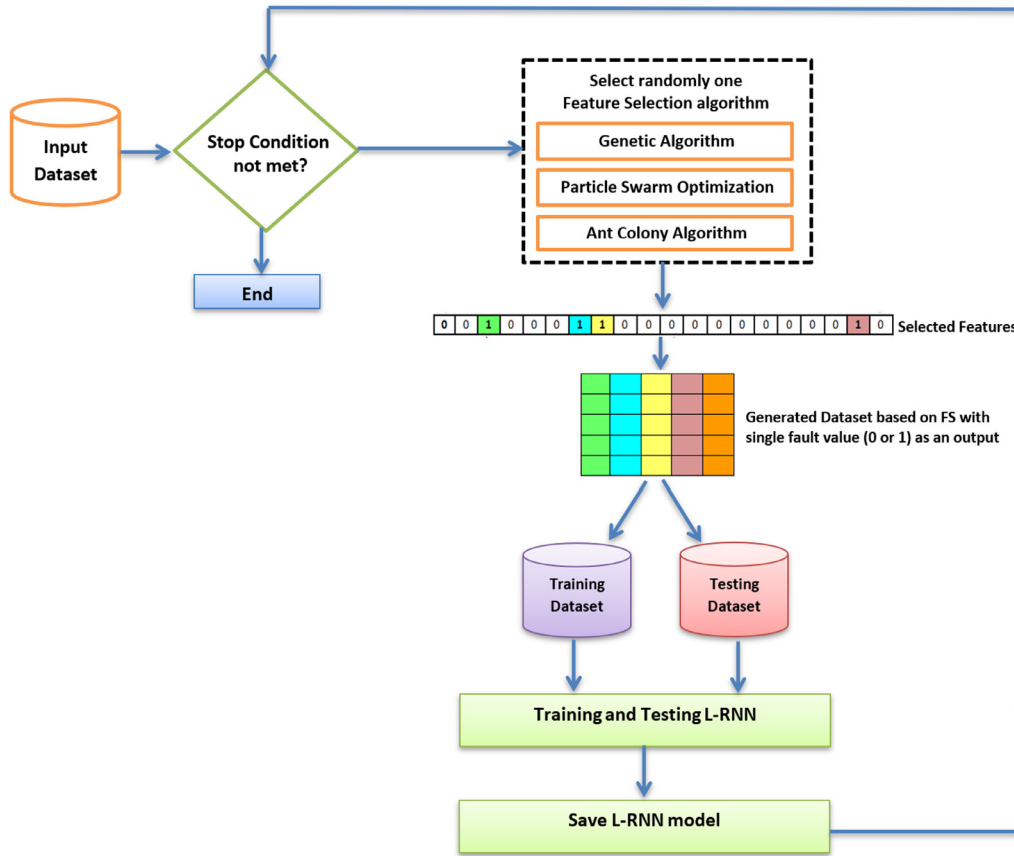 Input
Dataset
Stop Condition
not met?
End
Select randomly one
Feature Selection algorithm
Genetic Algorithm
Particle Swarm Optimization
Ant Colony Algorithm
0 0 1 0 0 0 1 1 0 0 0 0 0 0 0 0 0 0 1 0 Selected Features
Generated Dataset based on FS with
single fault value (0 or 1) as an output
Training
Dataset
Testing
Dataset
Training and Testing L-RNN
Save L-RNN model